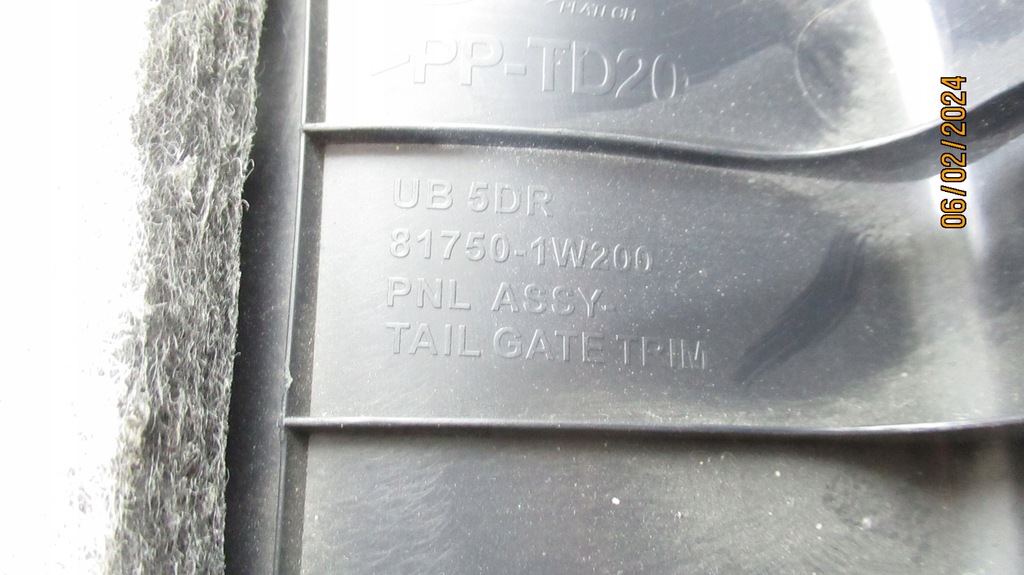 PP-TD20
UB 5DR
81750-1W200
PNL ASSY-
TAIL GATE TRIM
06/02/2024